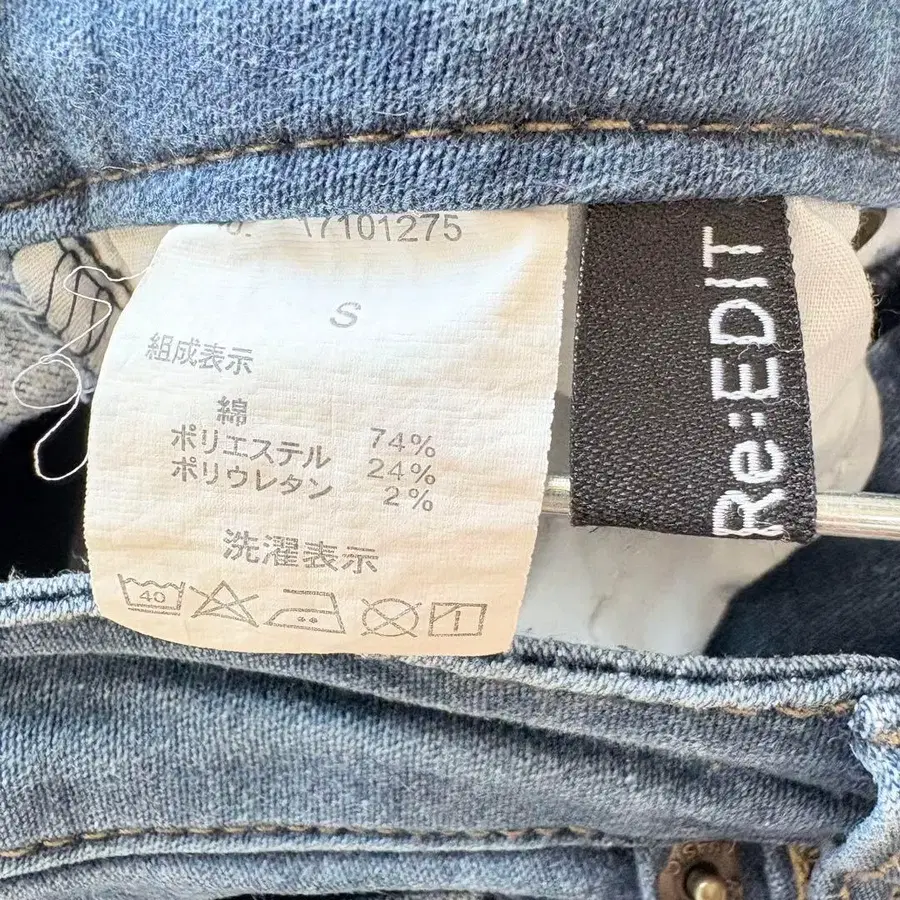 17101275
S
組成表示
綿 74%
ポリエステル 24%
ポリウレタン 2%
洗濯表示
40
1
Re:EDIT